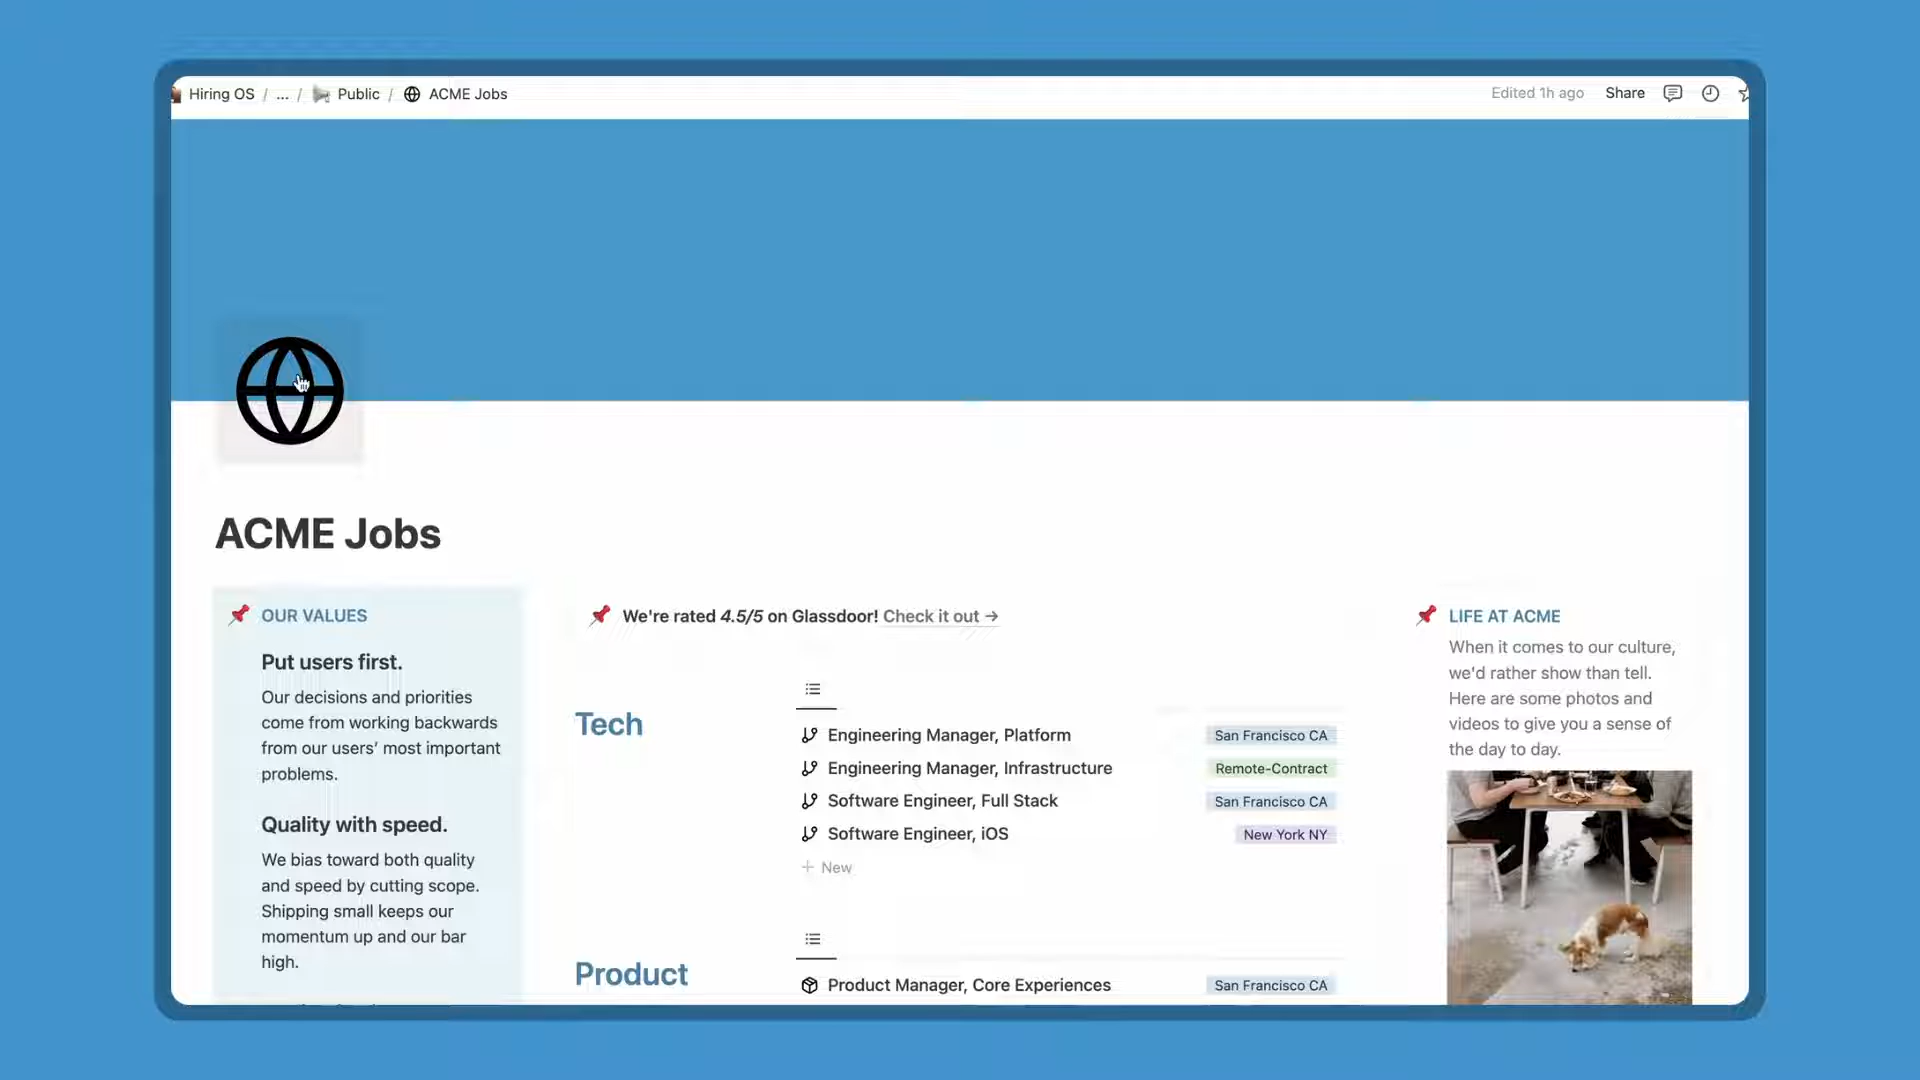 Hiring OS / ... / Public / ACME Jobs
Edited 1h ago Share
ACME Jobs
OUR VALUES
Put users first.
Our decisions and priorities
come from working backwards
from our users’ most important
problems.
Quality with speed.
We bias toward both quality
and speed by cutting scope.
Shipping small keeps our
momentum up and our bar
high.
We're rated 4.5/5 on Glassdoor! Check it out →
Tech
Engineering Manager, Platform San Francisco CA
Engineering Manager, Infrastructure Remote-Contract
Software Engineer, Full Stack San Francisco CA
Software Engineer, iOS New York NY
+ New
Product
Product Manager, Core Experiences San Francisco CA
LIFE AT ACME
When it comes to our culture,
we'd rather show than tell.
Here are some photos and
videos to give you a sense of
the day to day.